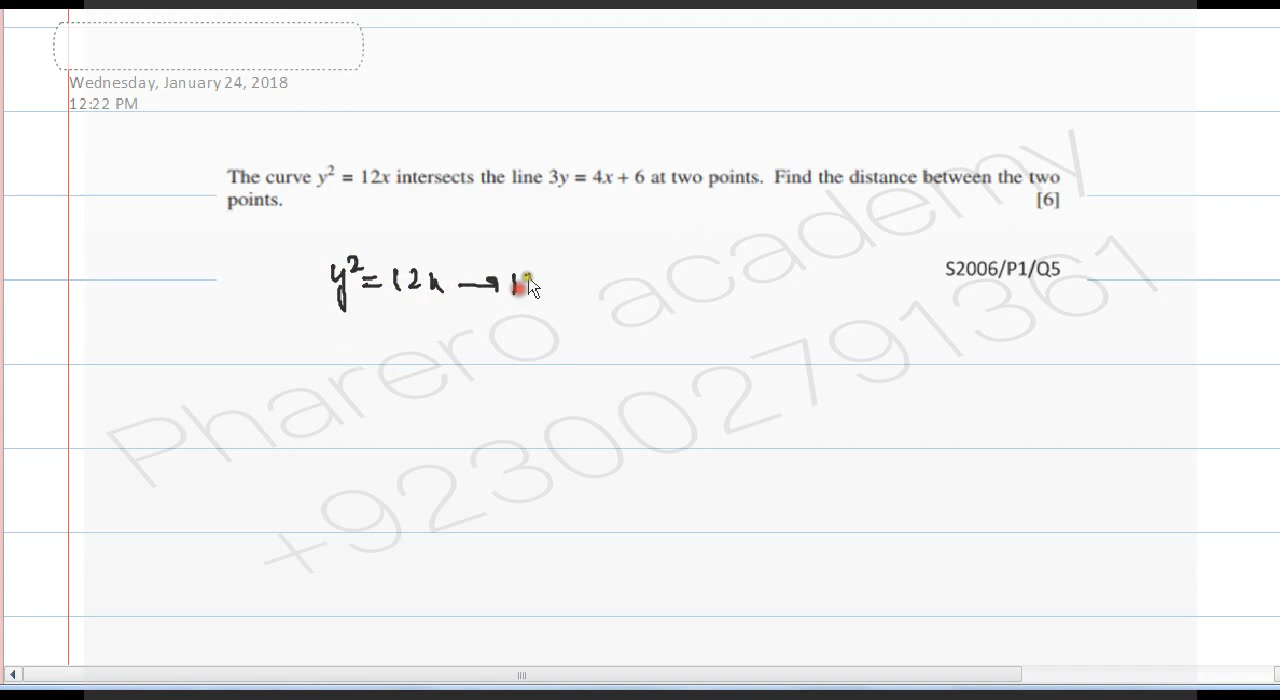 Wednesday, January 24, 2018
12:22 PM
The curve y² = 12x intersects the line 3y = 4x + 6 at two points. Find the distance between the two
points. [6]
S2006/P1/Q5
y² = 12x →
Pharero academy
+923002791361